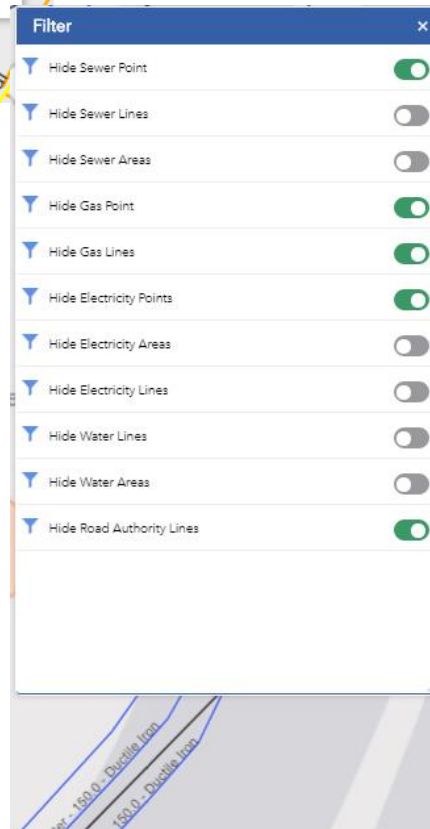 Filter
Hide Sewer Point
Hide Sewer Lines
Hide Sewer Areas
Hide Gas Point
Hide Gas Lines
Hide Electricity Points
Hide Electricity Areas
Hide Electricity Lines
Hide Water Lines
Hide Water Areas
Hide Road Authority Lines
er - 150.0 - Ductile Iron
150.0 - Ductile Iron